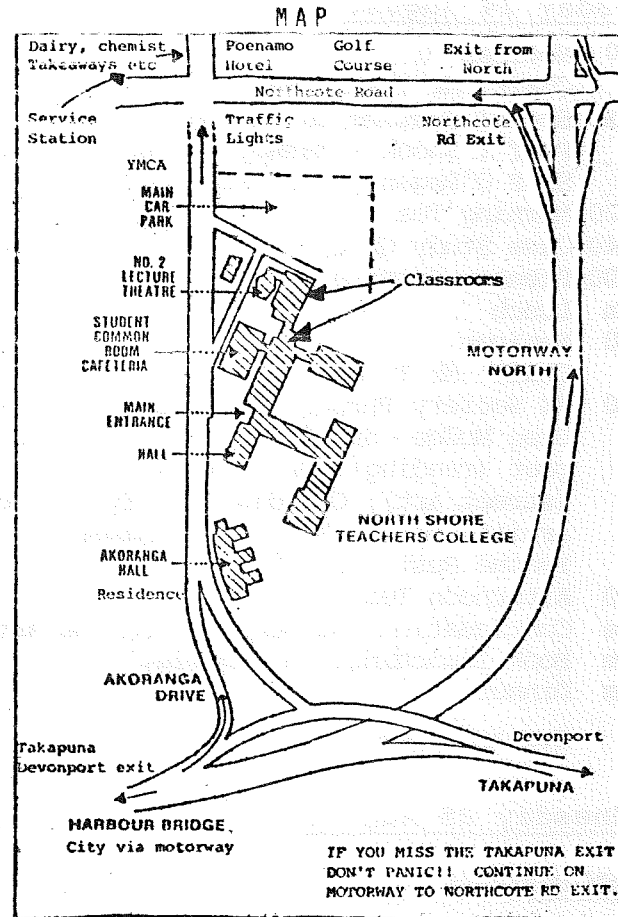 MAP
Dairy, chemist
Takeaways etc
Poenamo
Hotel
Golf
Course
Exit from
North
Northcote Road
Service
Station
Traffic
Lights
Northcote
Rd Exit
YMCA
MAIN
CAR
PARK
NO. 2
LECTURE
THEATRE
Classrooms
STUDENT
COMMON
ROOM
CAFETERIA
MOTORWAY
NORTH
MAIN
ENTRANCE
HALL
NORTH SHORE
TEACHERS COLLEGE
AKORANGA
HALL
Residence
AKORANGA
DRIVE
Takapuna
Devonport exit
Devonport
TAKAPUNA
HARBOUR BRIDGE,
City via motorway
IF YOU MISS THE TAKAPUNA EXIT
DON'T PANIC!! CONTINUE ON
MOTORWAY TO NORTHCOTE RD EXIT.